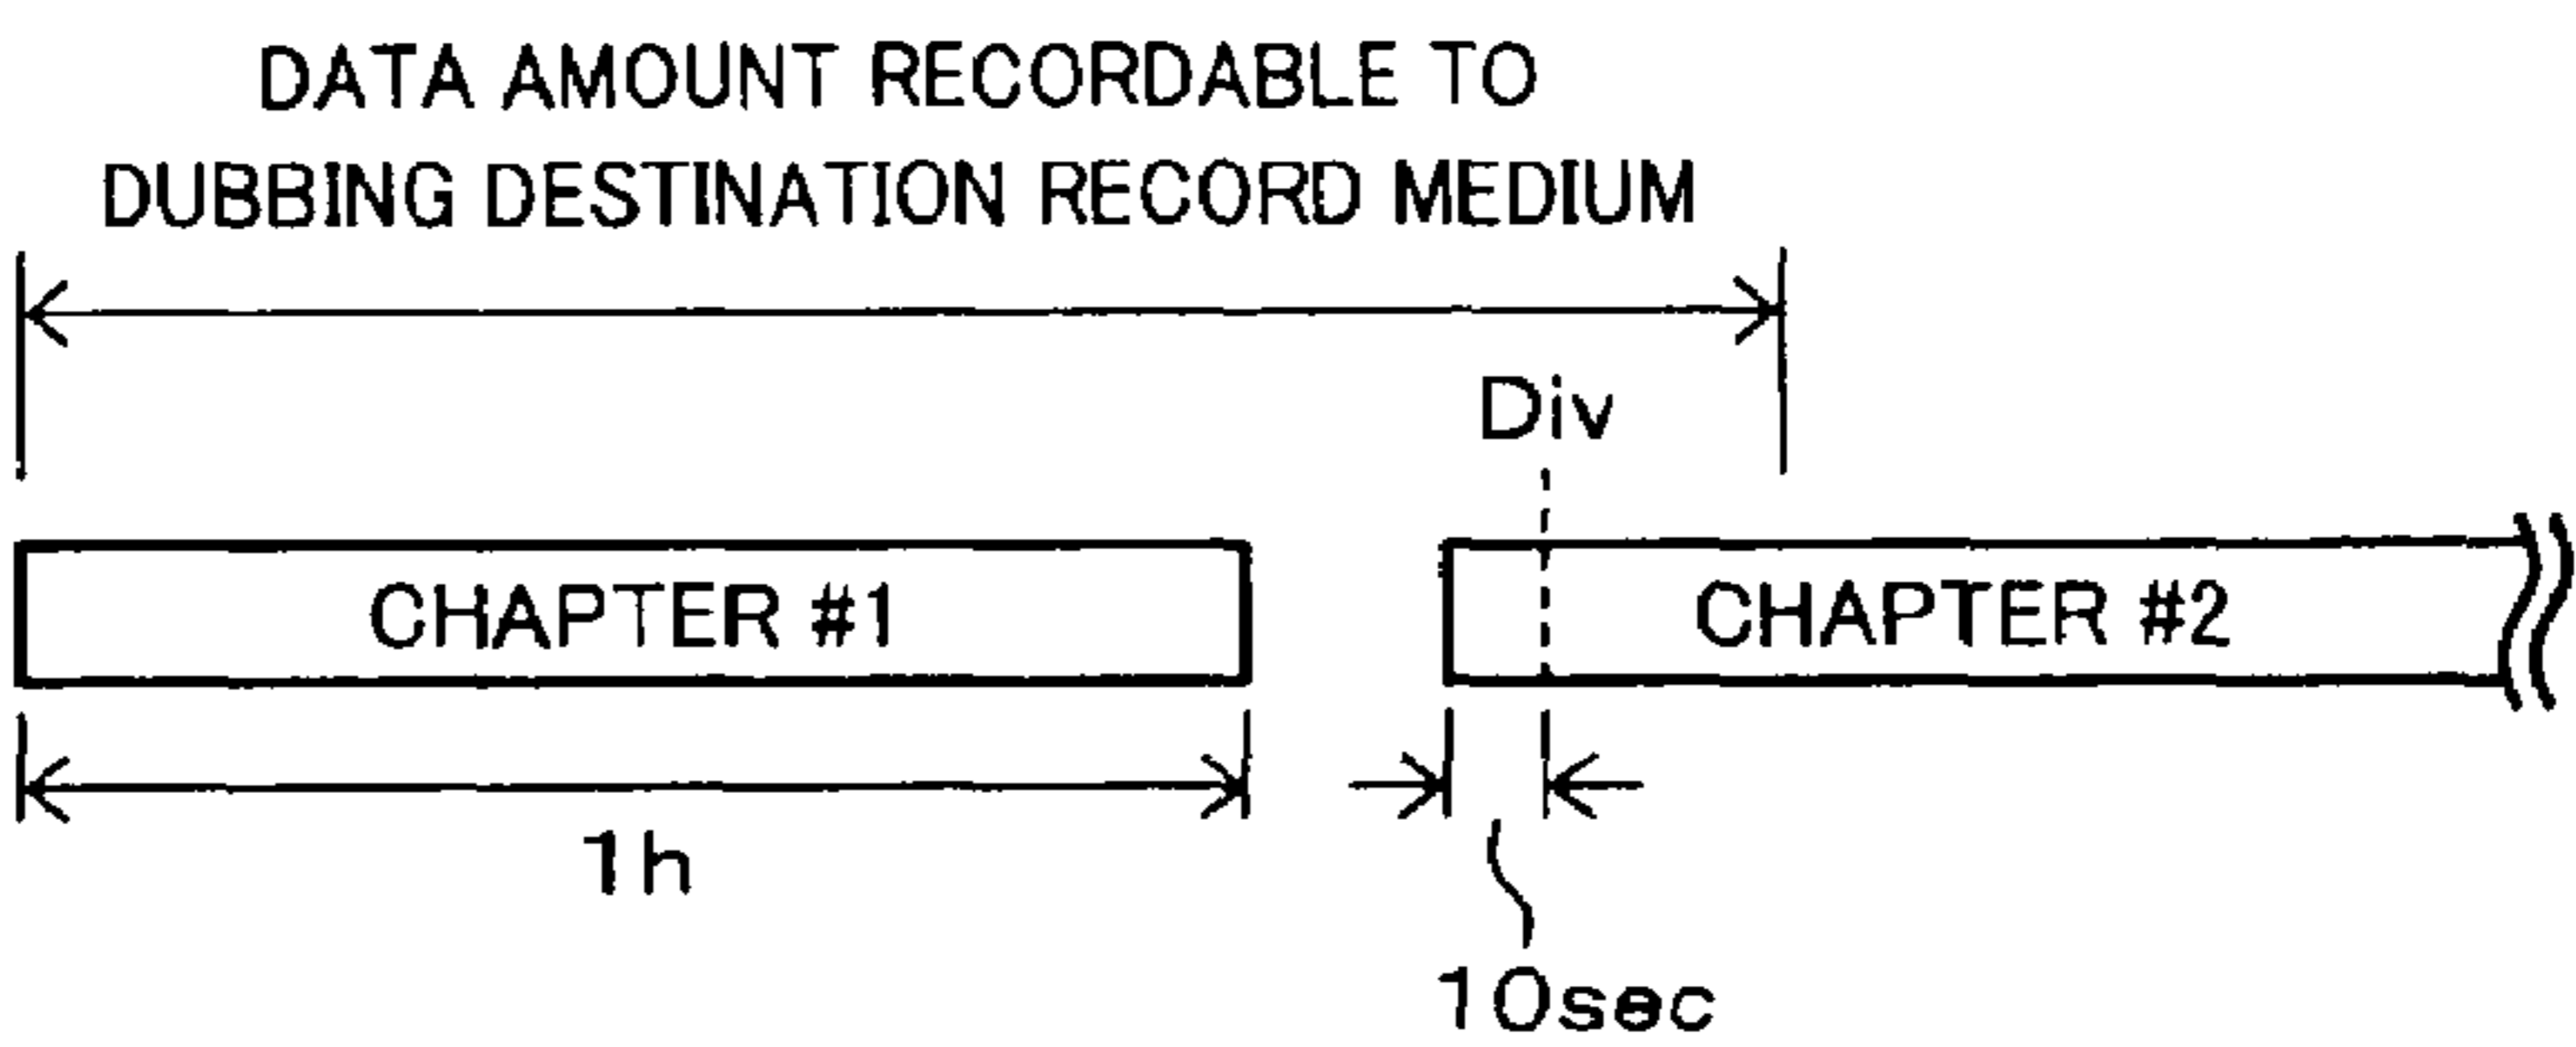 DATA AMOUNT RECORDABLE TO
DUBBING DESTINATION RECORD MEDIUM
Div
CHAPTER #1
CHAPTER #2
1h
10sec